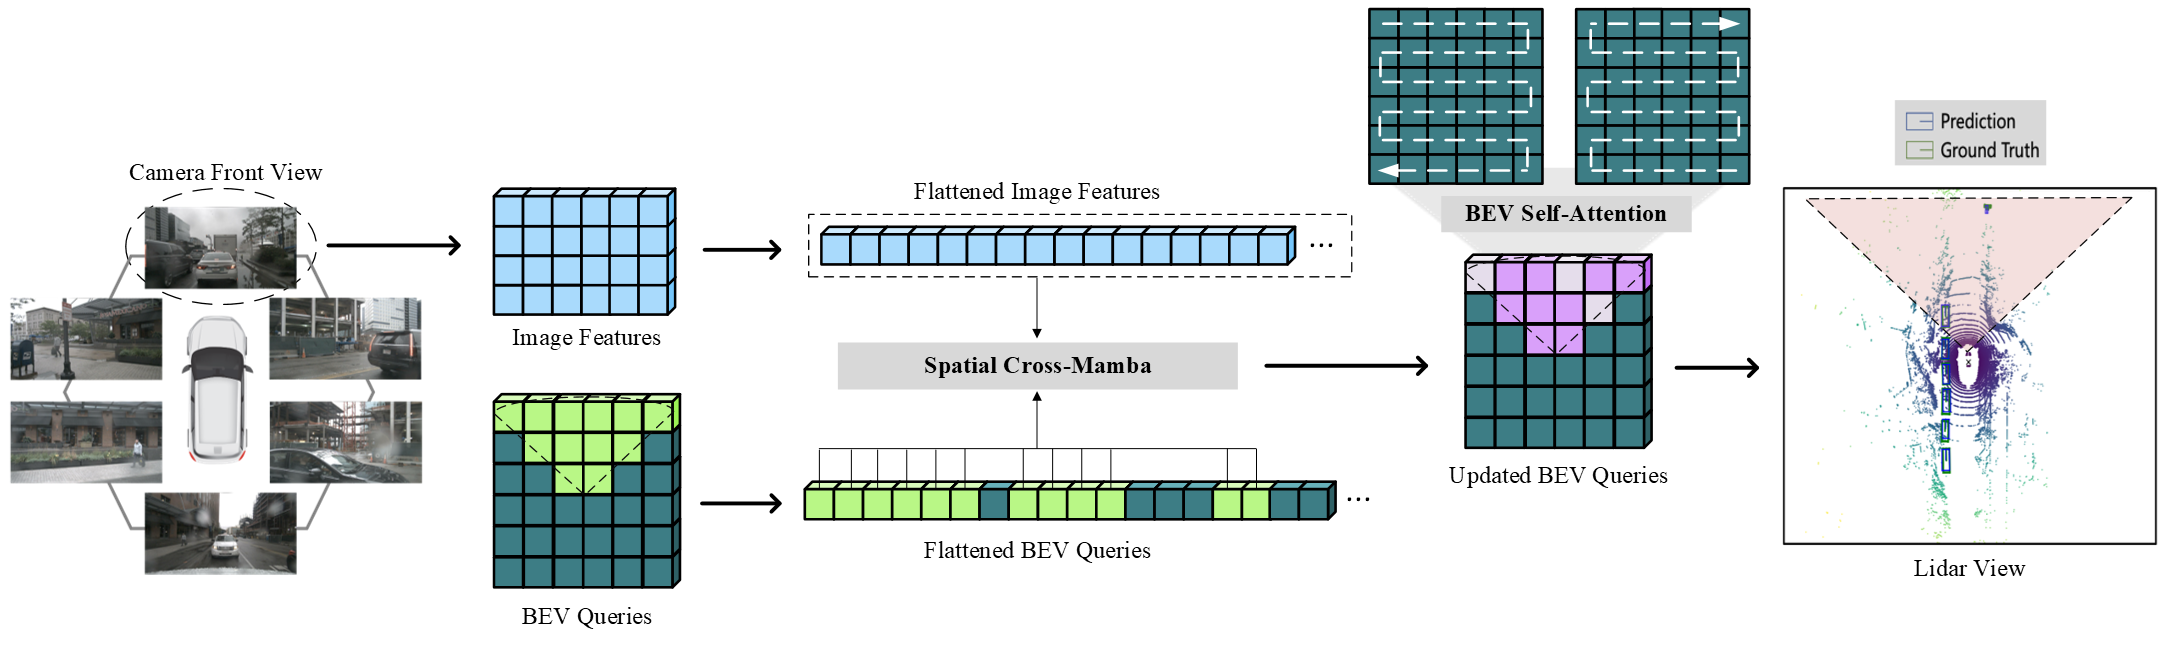 Camera Front View
Image Features
BEV Queries
Flattened Image Features
...
Spatial Cross-Mamba
...
Flattened BEV Queries
BEV Self-Attention
Updated BEV Queries
Prediction
Ground Truth
Lidar View